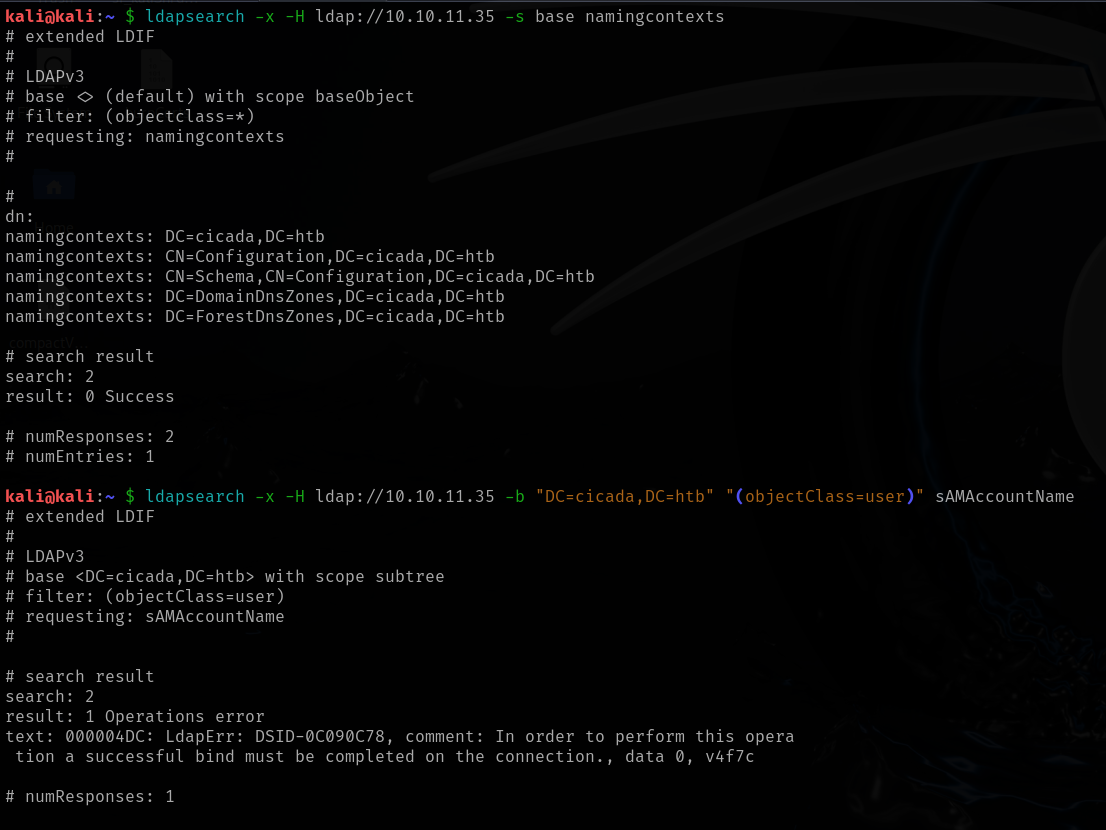 kali@kali:~ $ ldapsearch -x -H ldap://10.10.11.35 -s base namingcontexts
# extended LDIF
#
# LDAPv3
# base <> (default) with scope baseObject
# filter: (objectclass=*)
# requesting: namingcontexts
#

#
dn:
namingcontexts: DC=cicada,DC=htb
namingcontexts: CN=Configuration,DC=cicada,DC=htb
namingcontexts: CN=Schema,CN=Configuration,DC=cicada,DC=htb
namingcontexts: DC=DomainDnsZones,DC=cicada,DC=htb
namingcontexts: DC=ForestDnsZones,DC=cicada,DC=htb

# search result
search: 2
result: 0 Success

# numResponses: 2
# numEntries: 1

kali@kali:~ $ ldapsearch -x -H ldap://10.10.11.35 -b "DC=cicada,DC=htb" "(objectClass=user)" sAMAccountName
# extended LDIF
#
# LDAPv3
# base <DC=cicada,DC=htb> with scope subtree
# filter: (objectClass=user)
# requesting: sAMAccountName
#

# search result
search: 2
result: 1 Operations error
text: 000004DC: LdapErr: DSID-0C090C78, comment: In order to perform this opera
 tion a successful bind must be completed on the connection., data 0, v4f7c

# numResponses: 1